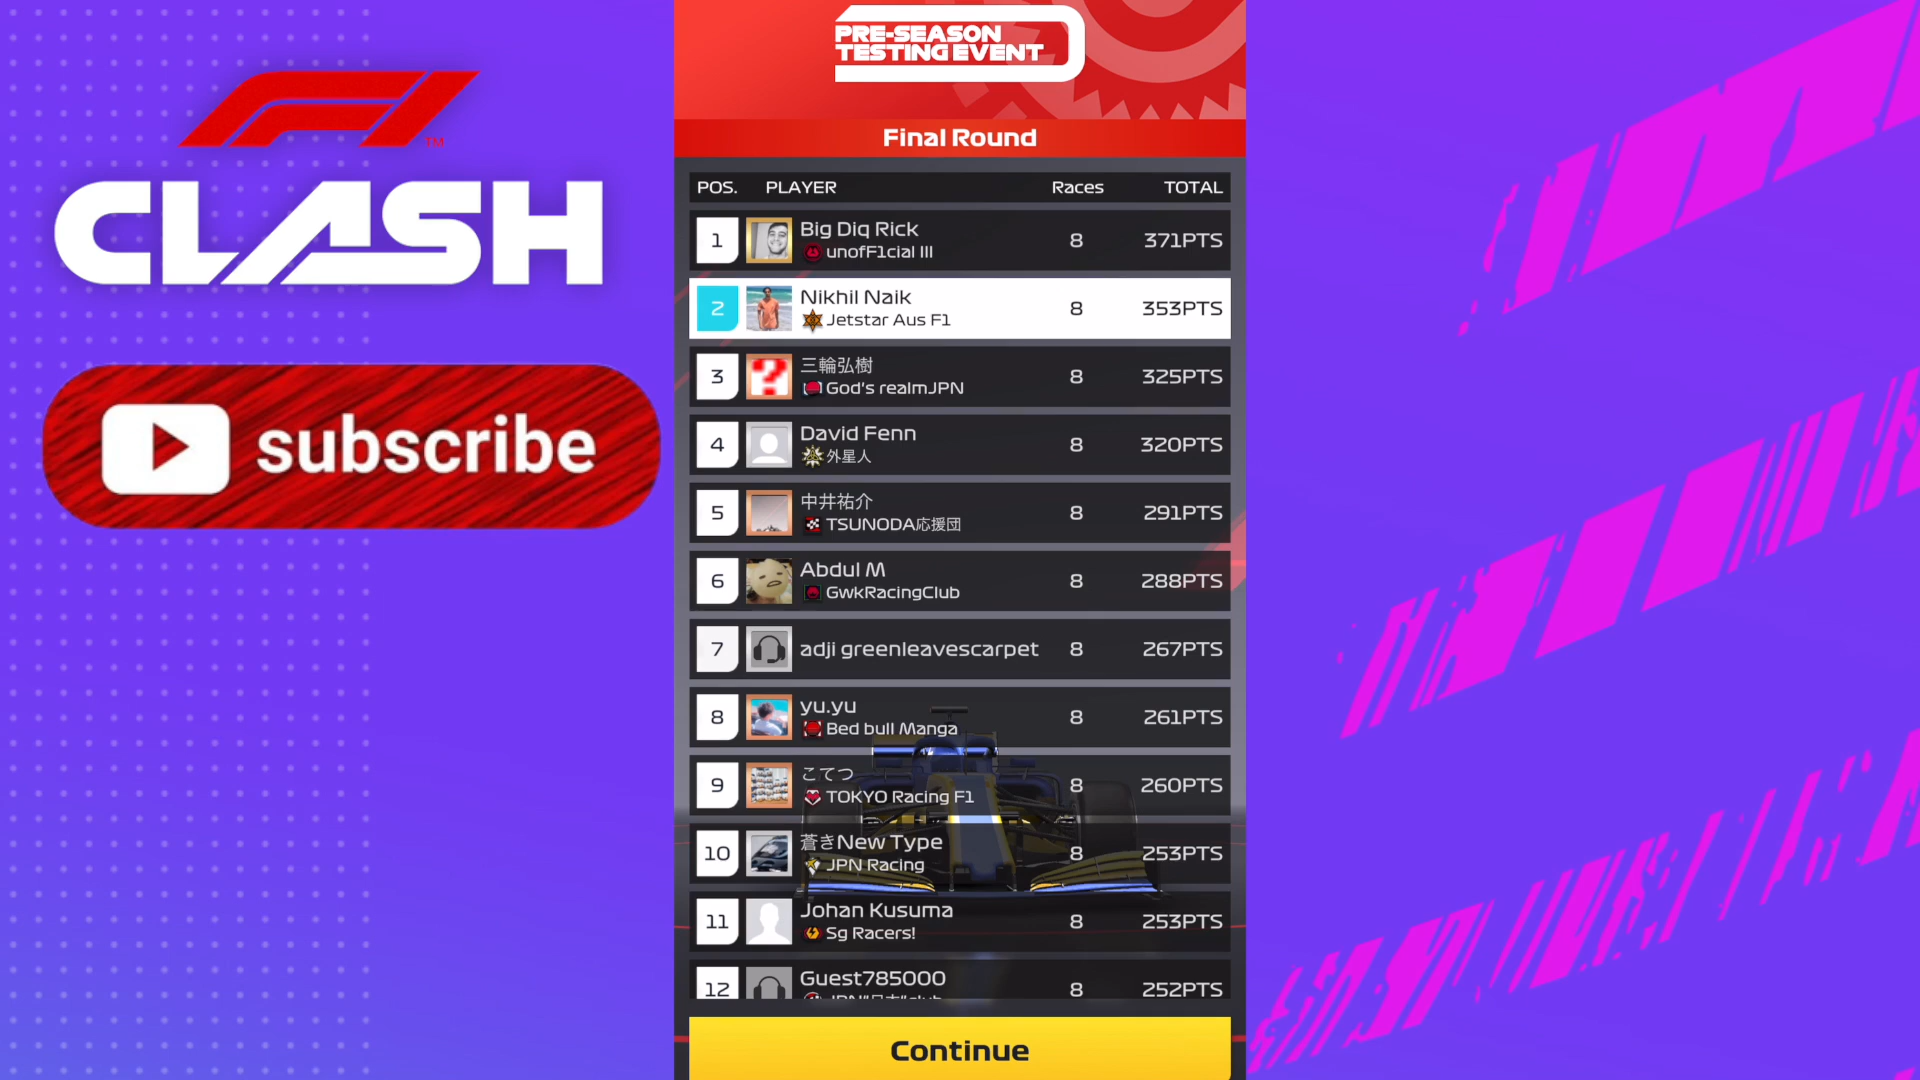 F1 TM
CLASH
subscribe
PRE-SEASON
TESTING EVENT
Final Round
POS. PLAYER Races TOTAL
1 Big Diq Rick 8 371PTS
unofF1cial III
2 Nikhil Naik 8 353PTS
Jetstar Aus F1
3 三輪弘樹 8 325PTS
God's realmJPN
4 David Fenn 8 320PTS
外星人
5 中井祐介 8 291PTS
TSUNODA応援団
6 Abdul M 8 288PTS
GwkRacingClub
7 adji greenleavescarpet 8 267PTS
8 yu.yu 8 261PTS
Bed bull Manga
9 こてつ 8 260PTS
TOKYO Racing F1
10 蒼きNew Type 8 253PTS
JPN Racing
11 Johan Kusuma 8 253PTS
Sg Racers!
12 Guest785000 8 252PTS
Continue